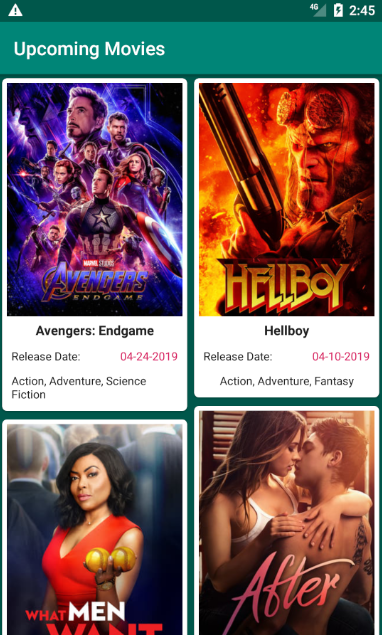 4G
2:45
Upcoming Movies
MARVEL STUDIOS
AVENGERS
ENDGAME
Avengers: Endgame
Release Date: 04-24-2019
Action, Adventure, Science
Fiction
HELLBOY
Hellboy
Release Date: 04-10-2019
Action, Adventure, Fantasy
WHAT MEN
WANT
After